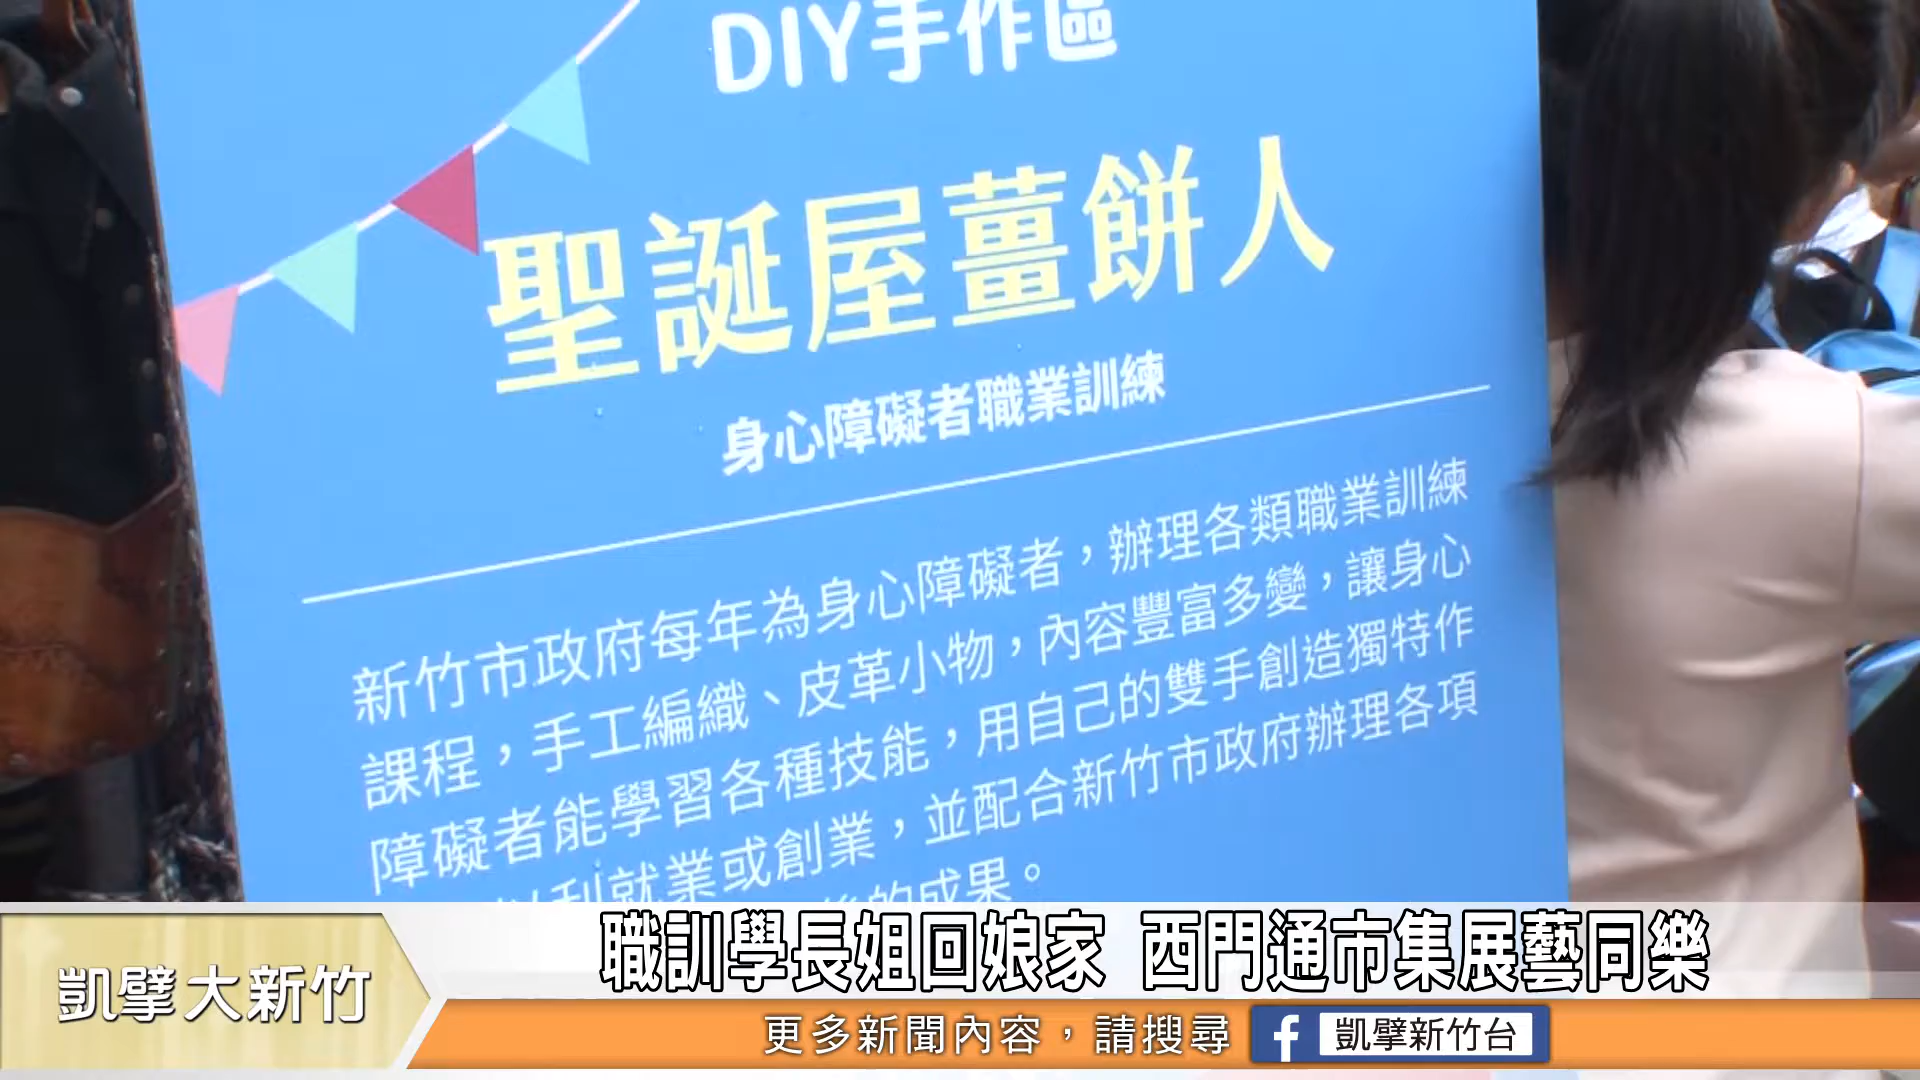 DIY手作區
聖誕屋薑餅人
身心障礙者職業訓練
新竹市政府每年為身心障礙者，辦理各類職業訓練
課程，手工編織、皮革小物，內容豐富多變，讓身心
障礙者能學習各種技能，用自己的雙手創造獨特作
以利就業或創業，並配合新竹市政府辦理各項
後的成果。
職訓學長姐回娘家 西門通市集展藝同樂
凱擘大新竹
更多新聞內容，請搜尋 f 凱擘新竹台